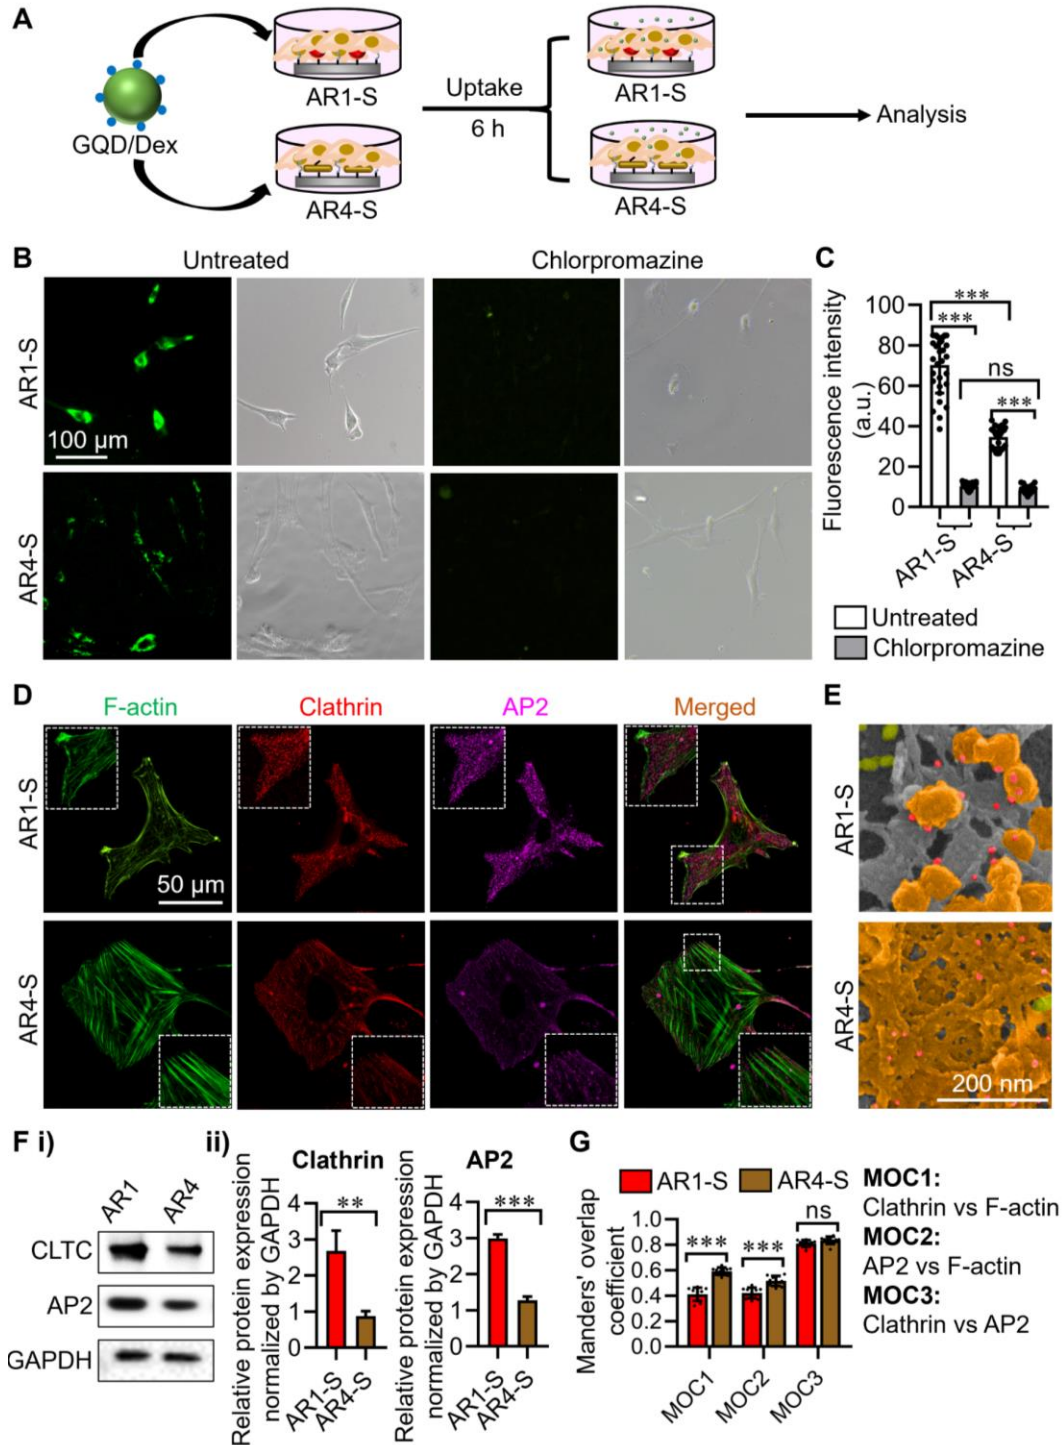 A
GQD/Dex
AR1-S
AR4-S
Uptake
6 h
AR1-S
AR4-S
Analysis
B
Untreated
Chlorpromazine
AR1-S
100 µm
AR4-S
C
Fluorescence intensity
(a.u.)
100
80
60
40
20
0
***
***
ns
***
AR1-S
AR4-S
Untreated
Chlorpromazine
D
F-actin
Clathrin
AP2
Merged
AR1-S
50 µm
AR4-S
E
AR1-S
AR4-S
200 nm
F i)
AR1
AR4
CLTC
AP2
GAPDH
ii)
Clathrin
Relative protein expression
normalized by GAPDH
4
3
2
1
0
**
AR1-S
AR4-S
AP2
Relative protein expression
normalized by GAPDH
4
3
2
1
0
***
AR1-S
AR4-S
G
AR1-S
AR4-S
Manders' overlap
coefficient
1.0
0.8
0.6
0.4
0.2
0.0
***
***
ns
MOC1
MOC2
MOC3
MOC1:
Clathrin vs F-actin
MOC2:
AP2 vs F-actin
MOC3:
Clathrin vs AP2